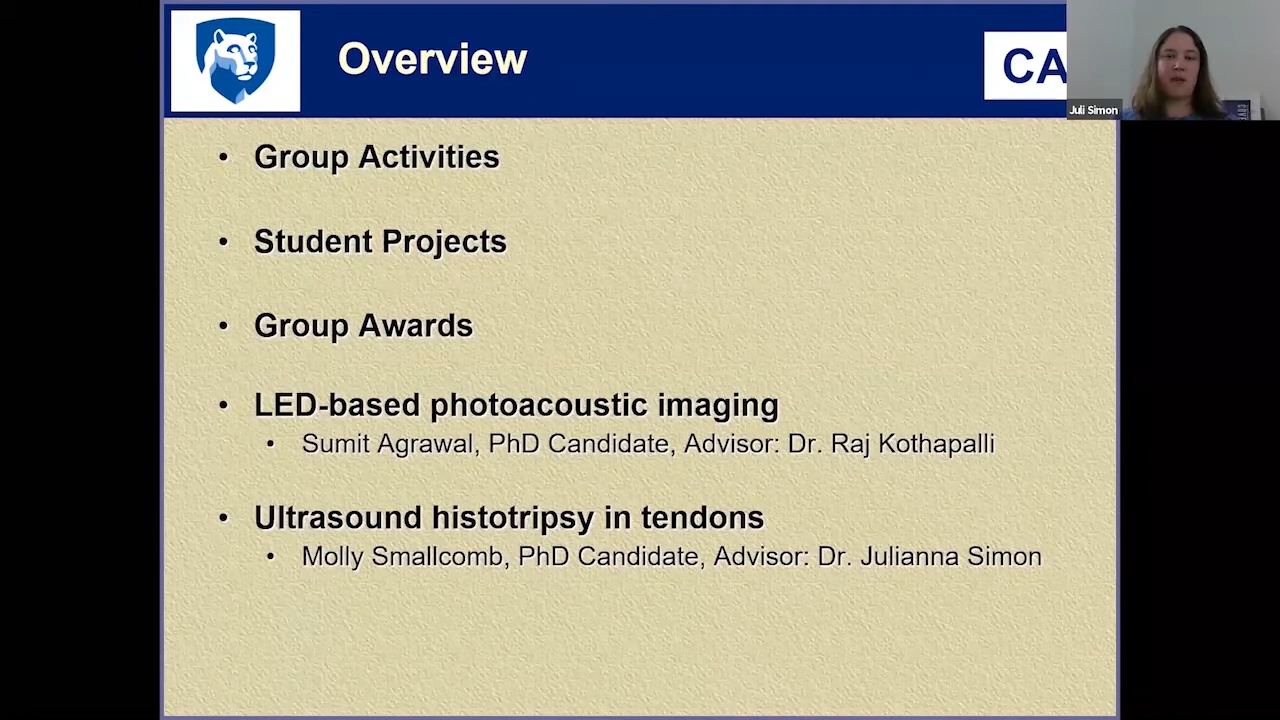 Overview
CA
Juli Simon
• Group Activities
• Student Projects
• Group Awards
• LED-based photoacoustic imaging
• Sumit Agrawal, PhD Candidate, Advisor: Dr. Raj Kothapalli
• Ultrasound histotripsy in tendons
• Molly Smallcomb, PhD Candidate, Advisor: Dr. Julianna Simon